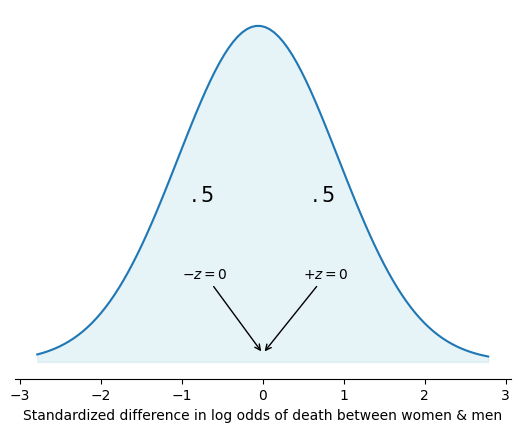 .5 .5
−z = 0 +z = 0
−3 −2 −1 0 1 2 3
Standardized difference in log odds of death between women & men